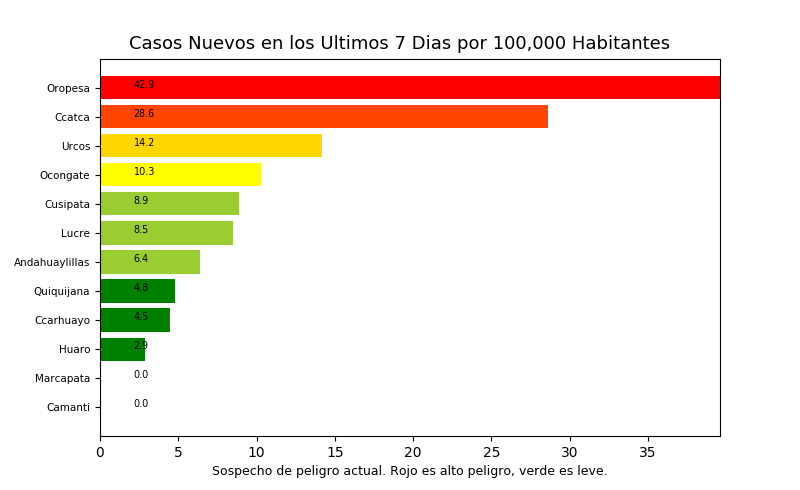 Casos Nuevos en los Ultimos 7 Dias por 100,000 Habitantes
Oropesa 42.9
Ccatca 28.6
Urcos 14.2
Ocongate 10.3
Cusipata 8.9
Lucre 8.5
Andahuaylillas 6.4
Quiquijana 4.8
Ccarhuayo 4.5
Huaro 2.9
Marcapata 0.0
Camanti 0.0
0 5 10 15 20 25 30 35
Sospecho de peligro actual. Rojo es alto peligro, verde es leve.